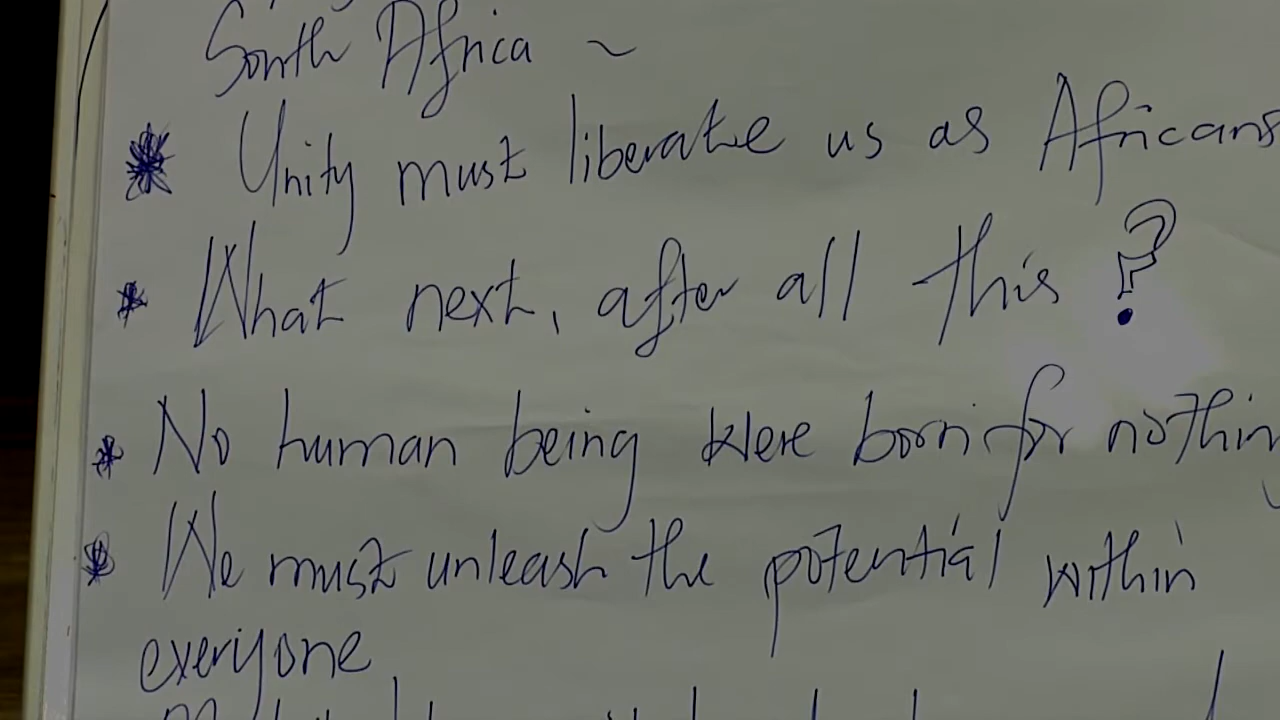 South Africa ~
* Unity must liberate us as Africans
* What next, after all this ?
* No human being were born for nothin
* We must unleash the potential within
everyone